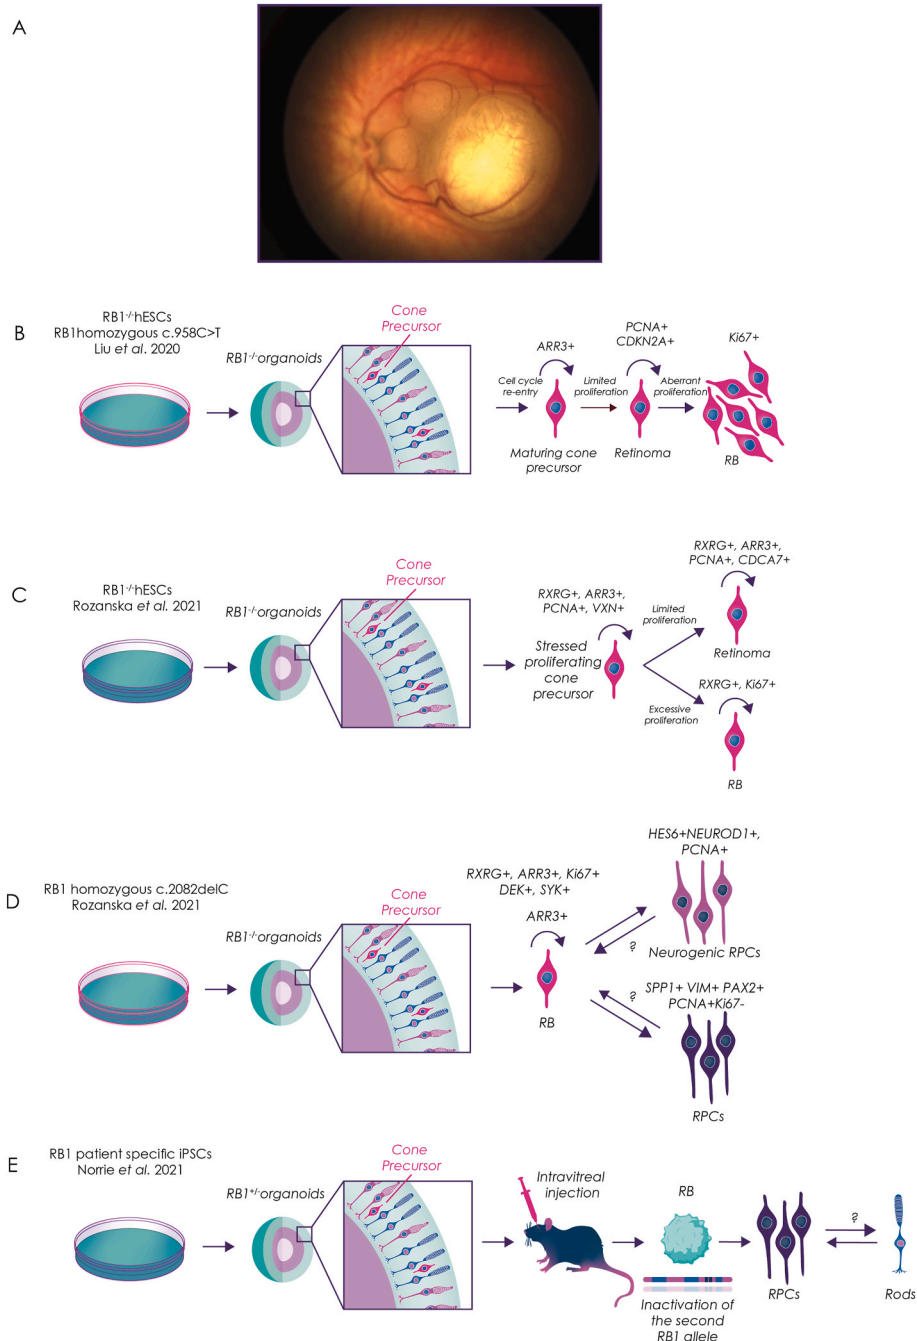 A
B
RB1-/-hESCs
RB1homozygous c.958C>T
Liu et al. 2020
RB1-/-organoids
Cone
Precursor
Cell cycle
re-entry
ARR3+
Maturing cone
precursor
Limited
proliferation
PCNA+
CDKN2A+
Retinoma
Aberrant
proliferation
Ki67+
RB
C
RB1-/-hESCs
Rozanska et al. 2021
RB1-/-organoids
Cone
Precursor
RXRG+, ARR3+,
PCNA+, VXN+
Stressed
proliferating
cone
precursor
Limited
proliferation
RXRG+, ARR3+,
PCNA+, CDCA7+
Retinoma
Excessive
proliferation
RXRG+, Ki67+
RB
D
RB1 homozygous c.2082delC
Rozanska et al. 2021
RB1-/-organoids
Cone
Precursor
RXRG+, ARR3+, Ki67+
DEK+, SYK+
ARR3+
RB
?
HES6+NEUROD1+,
PCNA+
Neurogenic RPCs
?
SPP1+ VIM+ PAX2+
PCNA+Ki67-
RPCs
E
RB1 patient specific iPSCs
Norrie et al. 2021
RB1+/-organoids
Cone
Precursor
Intravitreal
injection
RB
Inactivation of
the second
RB1 allele
RPCs
?
Rods